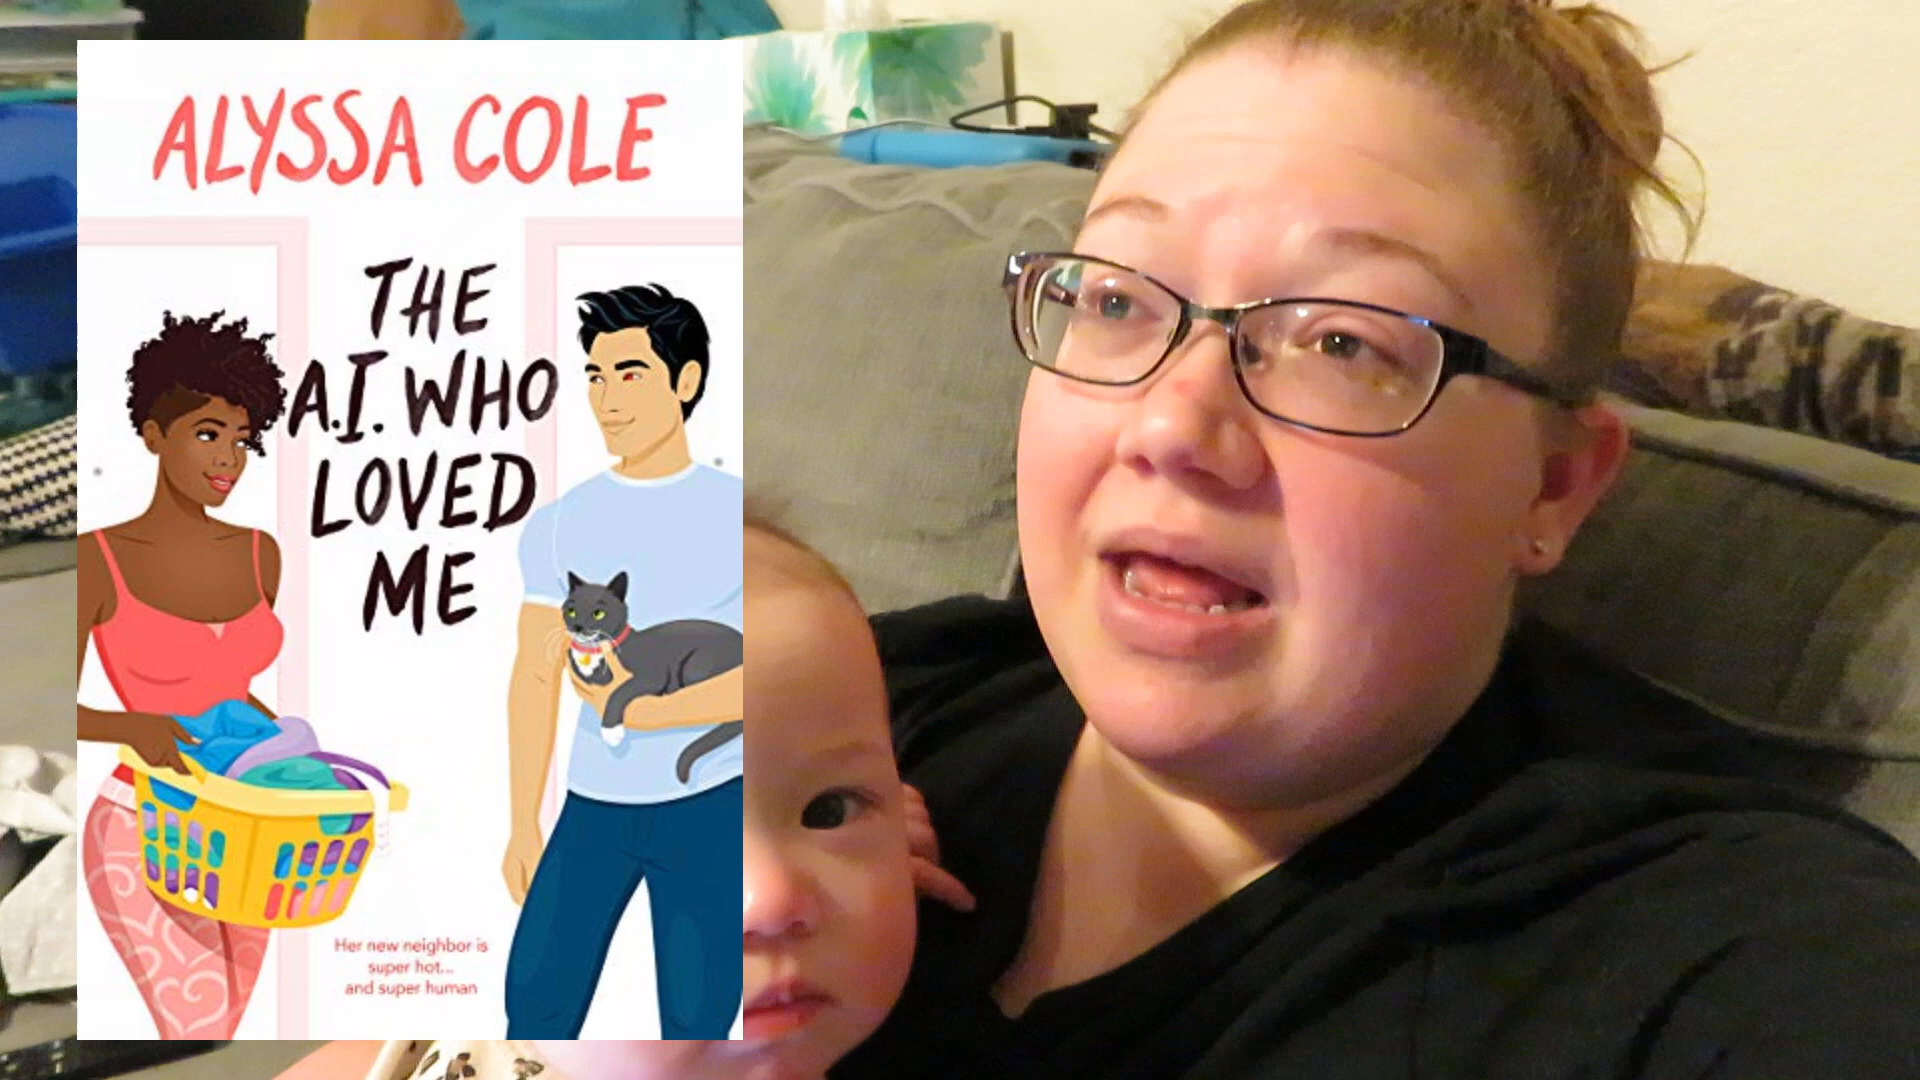 ALYSSA COLE
THE
A.I. WHO
LOVED
ME
Her new neighbor is
super hot...
and super human